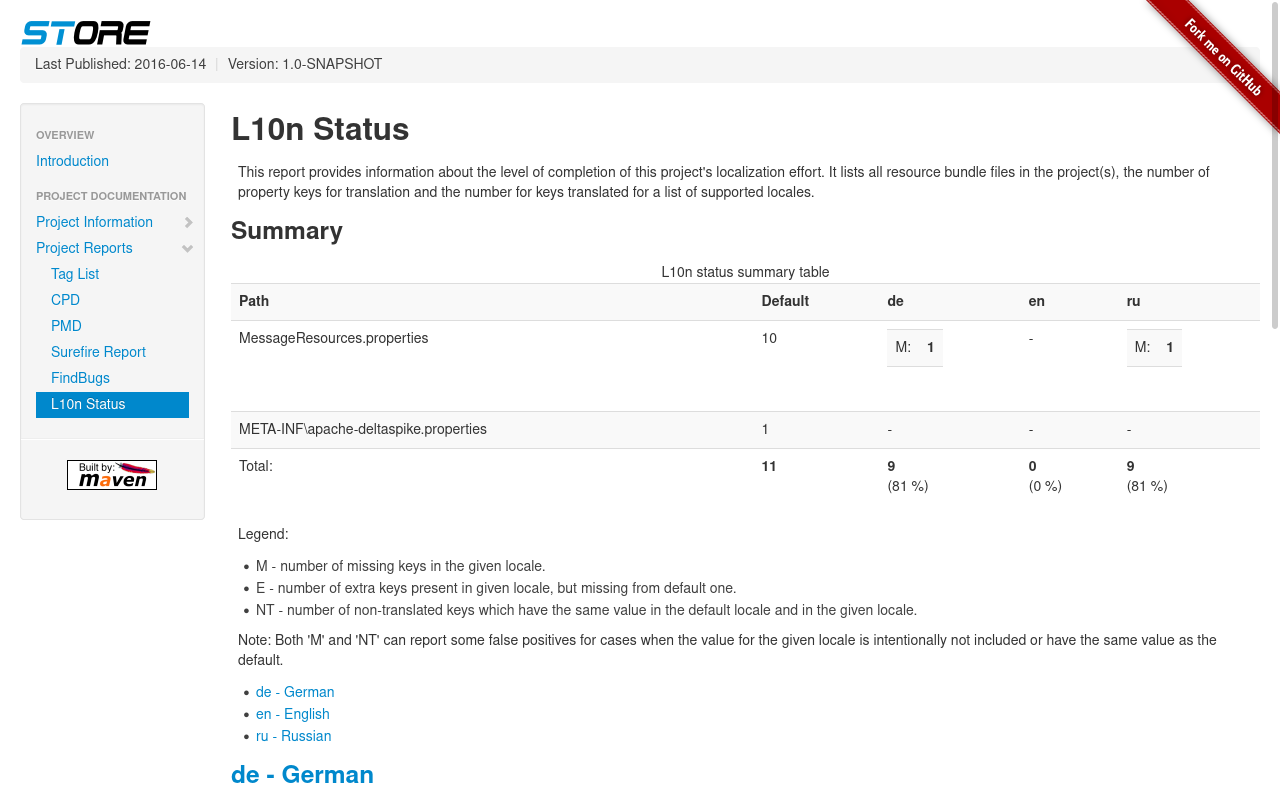 STORE
Fork me on GitHub
Last Published: 2016-06-14 | Version: 1.0-SNAPSHOT
OVERVIEW
Introduction
PROJECT DOCUMENTATION
Project Information
Project Reports
Tag List
CPD
PMD
Surefire Report
FindBugs
L10n Status
Built by:
maven
L10n Status
This report provides information about the level of completion of this project's localization effort. It lists all resource bundle files in the project(s), the number of
property keys for translation and the number for keys translated for a list of supported locales.
Summary
L10n status summary table
Path Default de en ru
MessageResources.properties 10 M: 1 - M: 1
META-INF\apache-deltaspike.properties 1 - - -
Total: 11 9 0 9
(81 %) (0 %) (81 %)
Legend:
• M - number of missing keys in the given locale.
• E - number of extra keys present in given locale, but missing from default one.
• NT - number of non-translated keys which have the same value in the default locale and in the given locale.
Note: Both 'M' and 'NT' can report some false positives for cases when the value for the given locale is intentionally not included or have the same value as the
default.
• de - German
• en - English
• ru - Russian
de - German